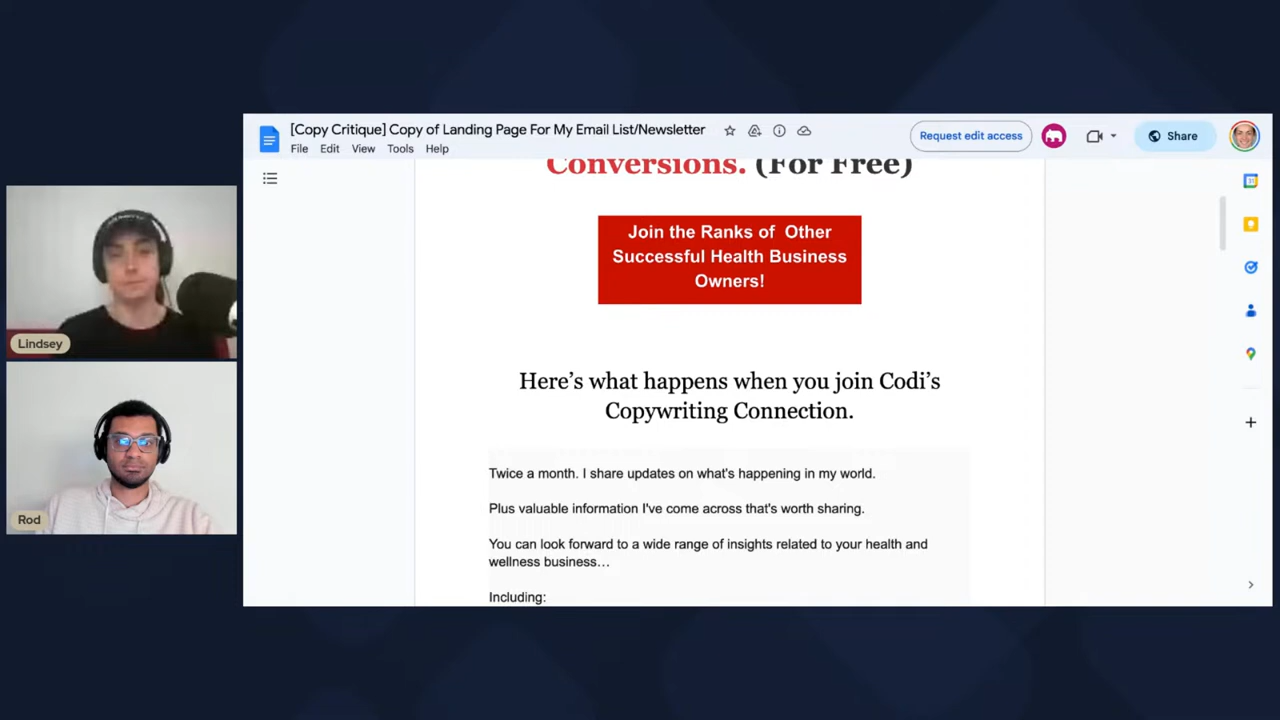 [Copy Critique] Copy of Landing Page For My Email List/Newsletter
File Edit View Tools Help
Request edit access
Share
Conversions. (For Free)
Join the Ranks of Other
Successful Health Business
Owners!
Here's what happens when you join Codi's
Copywriting Connection.
Twice a month. I share updates on what's happening in my world.
Plus valuable information I've come across that's worth sharing.
You can look forward to a wide range of insights related to your health and
wellness business…
Including:
Lindsey
Rod